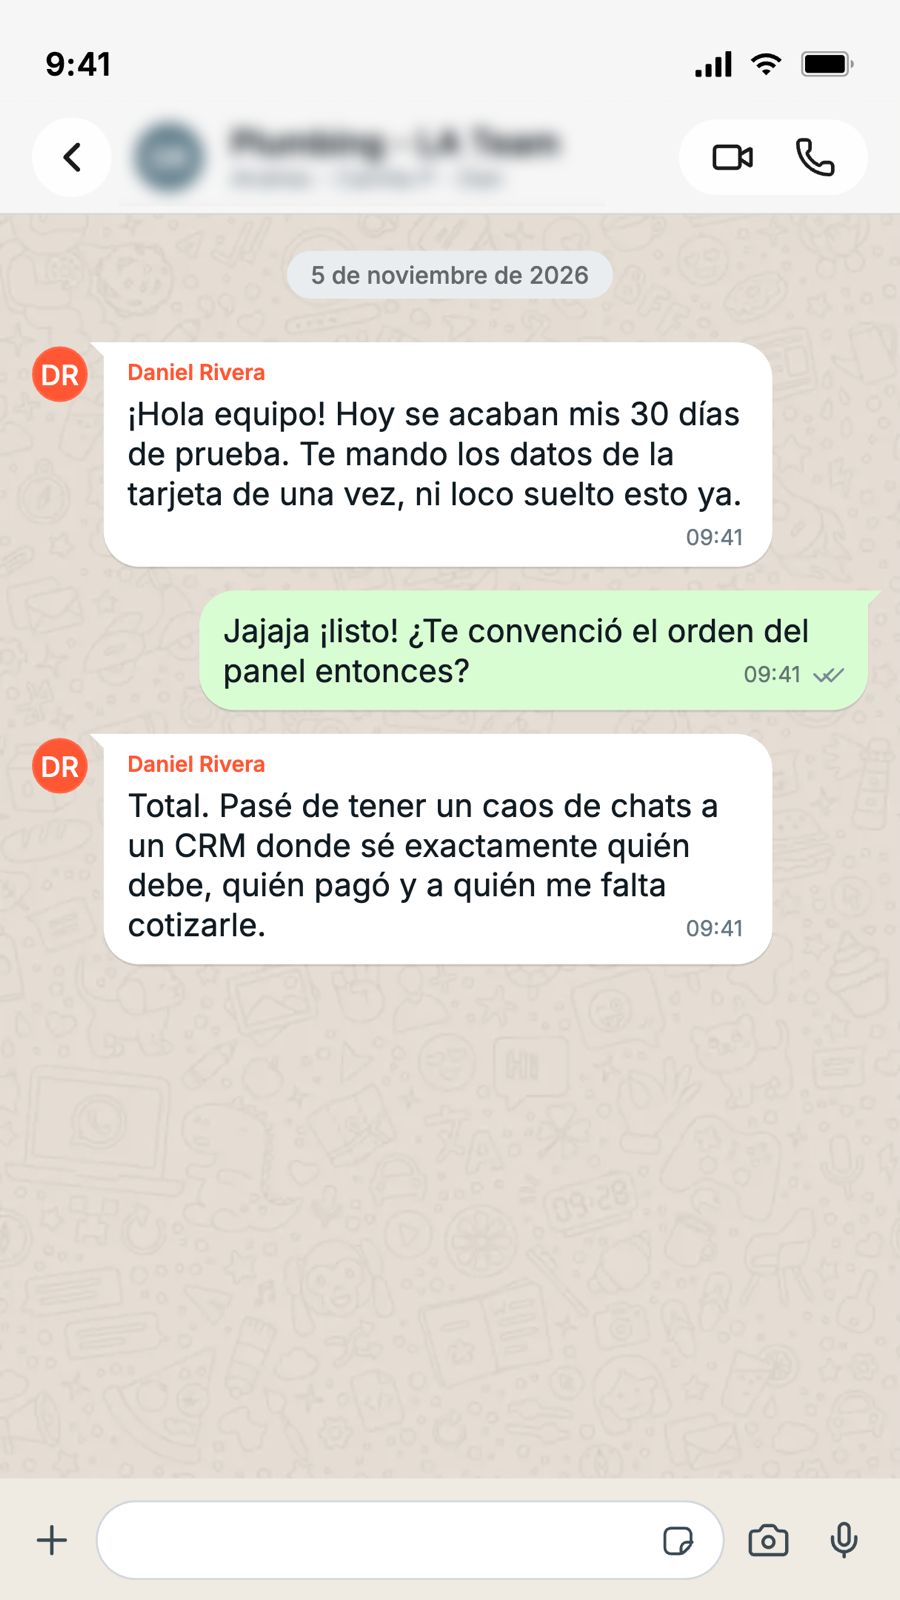 9:41
Plumbing - LA Team
5 de noviembre de 2026
DR
Daniel Rivera
¡Hola equipo! Hoy se acaban mis 30 días
de prueba. Te mando los datos de la
tarjeta de una vez, ni loco suelto esto ya.
09:41
Jajaja ¡listo! ¿Te convenció el orden del
panel entonces?
09:41
DR
Daniel Rivera
Total. Pasé de tener un caos de chats a
un CRM donde sé exactamente quién
debe, quién pagó y a quién me falta
cotizarle.
09:41